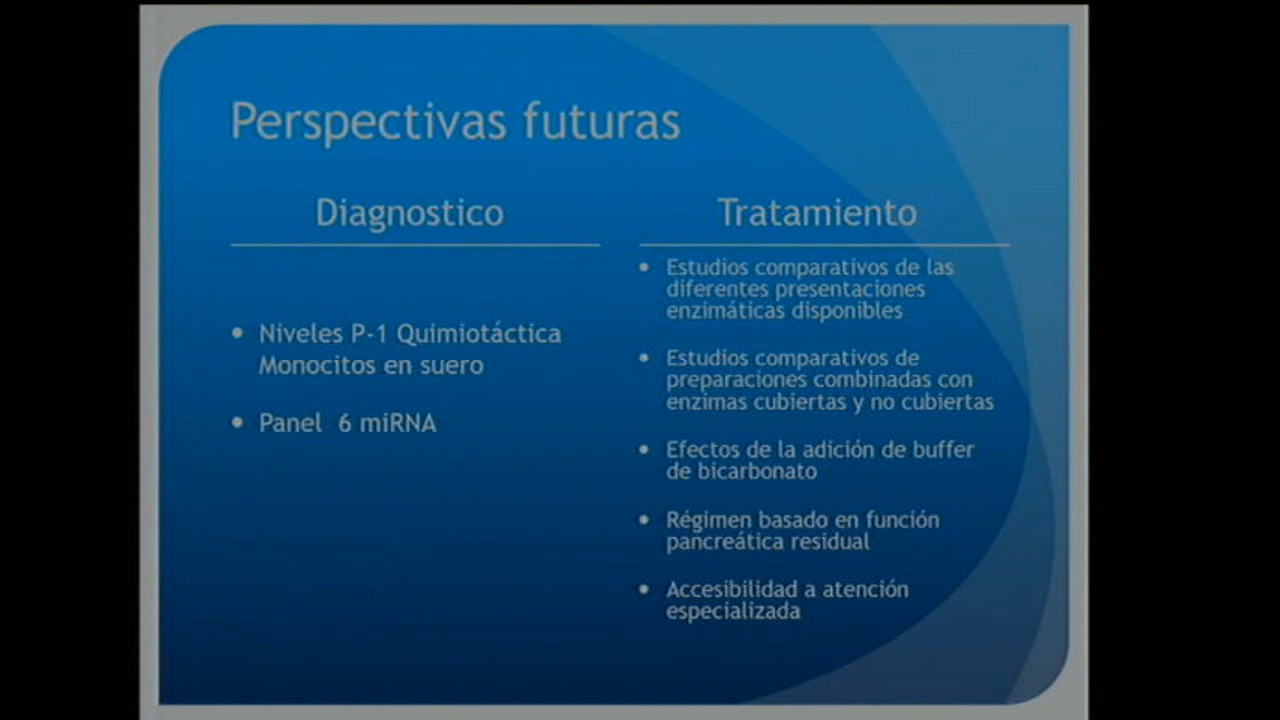 Perspectivas futuras
Diagnostico
• Niveles P-1 Quimiotáctica
Monocitos en suero
• Panel 6 miRNA
Tratamiento
• Estudios comparativos de las
diferentes presentaciones
enzimáticas disponibles
• Estudios comparativos de
preparaciones combinadas con
enzimas cubiertas y no cubiertas
• Efectos de la adición de buffer
de bicarbonato
• Régimen basado en función
pancreática residual
• Accesibilidad a atención
especializada